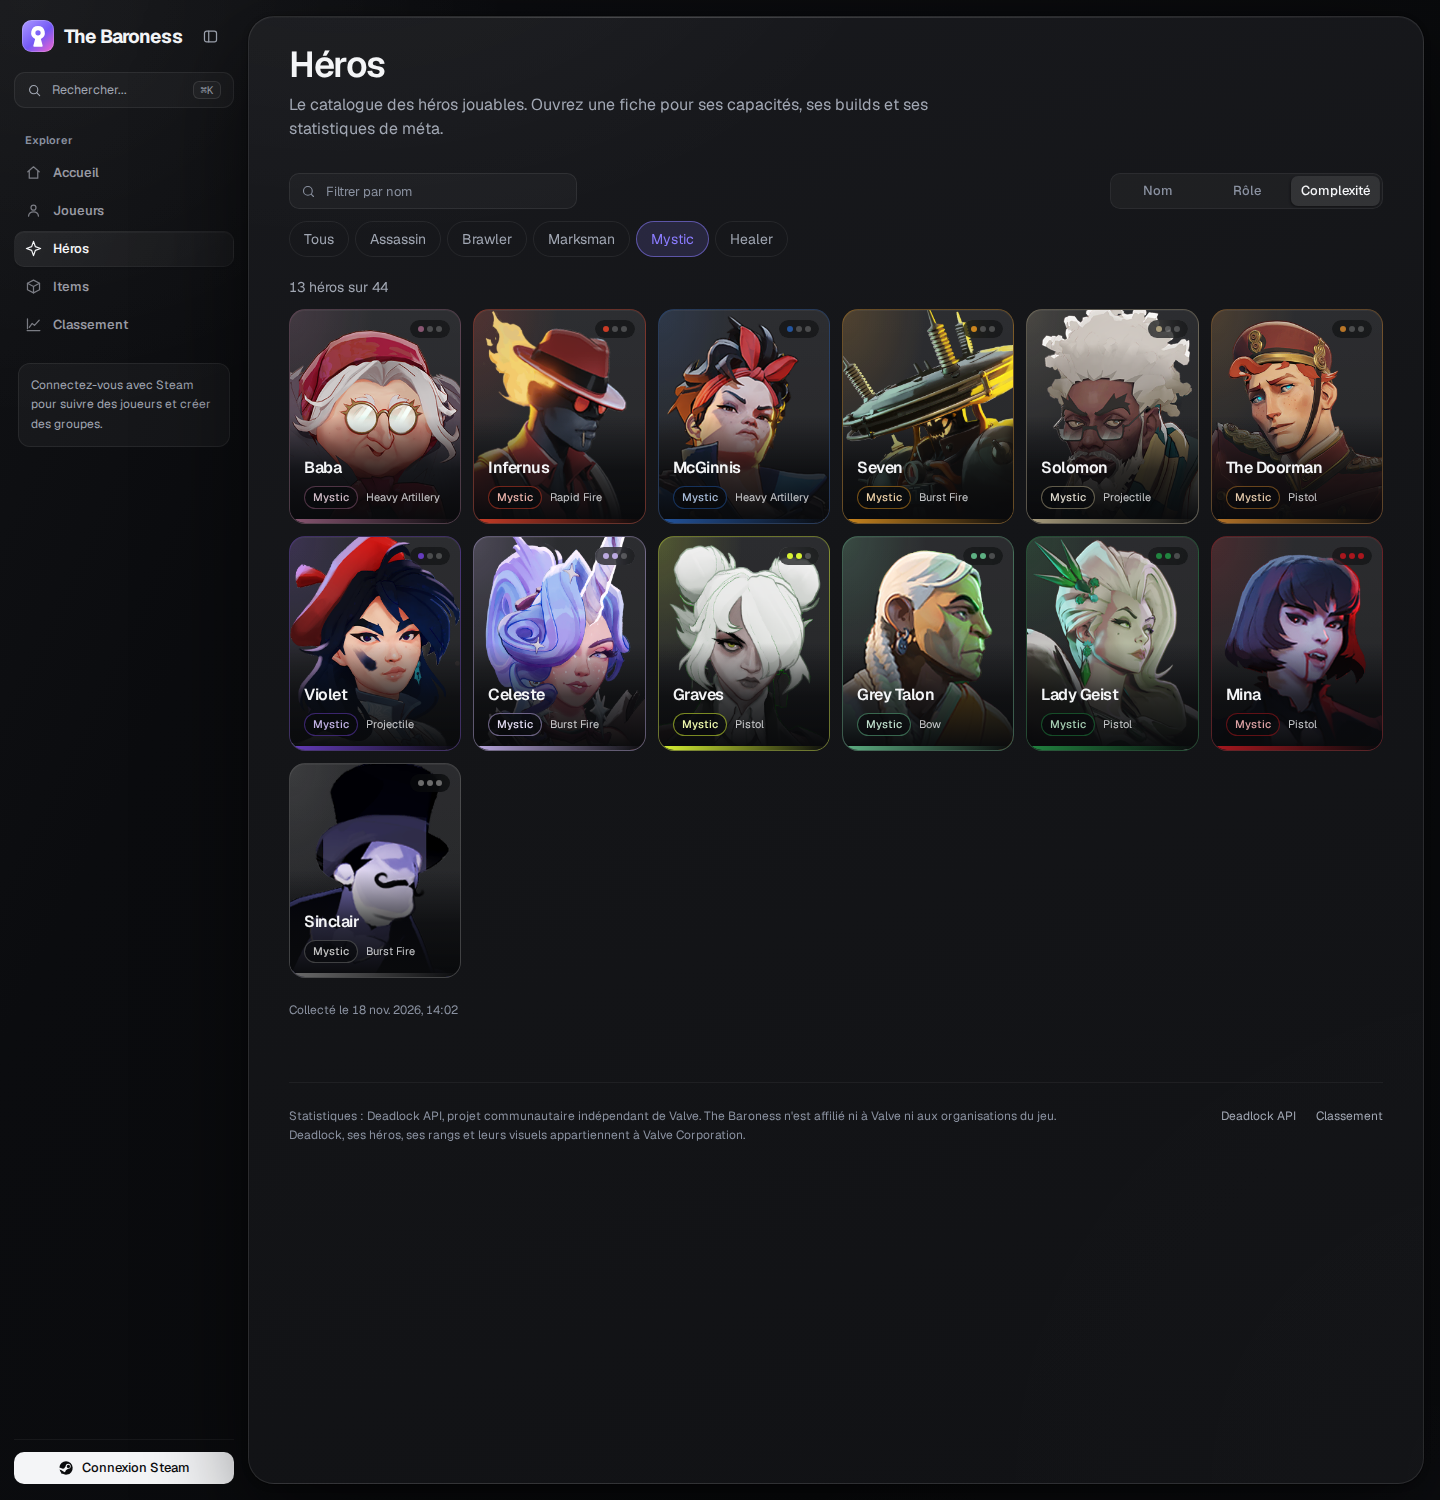 The Baroness
Rechercher...
⌘K
Explorer
Accueil
Joueurs
Héros
Items
Classement
Connectez-vous avec Steam
pour suivre des joueurs et créer
des groupes.
Connexion Steam
Héros
Le catalogue des héros jouables. Ouvrez une fiche pour ses capacités, ses builds et ses
statistiques de méta.
Filtrer par nom
Nom Rôle Complexité
Tous Assassin Brawler Marksman Mystic Healer
13 héros sur 44
Baba
Mystic Heavy Artillery
Infernus
Mystic Rapid Fire
McGinnis
Mystic Heavy Artillery
Seven
Mystic Burst Fire
Solomon
Mystic Projectile
The Doorman
Mystic Pistol
Violet
Mystic Projectile
Celeste
Mystic Burst Fire
Graves
Mystic Pistol
Grey Talon
Mystic Bow
Lady Geist
Mystic Pistol
Mina
Mystic Pistol
Sinclair
Mystic Burst Fire
Collecté le 18 nov. 2026, 14:02
Statistiques : Deadlock API, projet communautaire indépendant de Valve. The Baroness n'est affilié ni à Valve ni aux organisations du jeu.
Deadlock, ses héros, ses rangs et leurs visuels appartiennent à Valve Corporation.
Deadlock API Classement